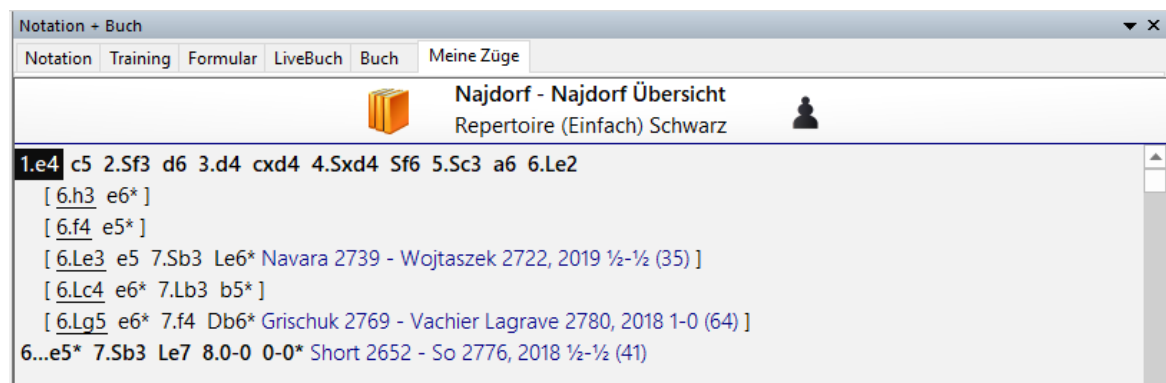 Notation + Buch
Notation Training Formular LiveBuch Buch Meine Züge
Najdorf - Najdorf Übersicht
Repertoire (Einfach) Schwarz
1.e4 c5 2.Sf3 d6 3.d4 cxd4 4.Sxd4 Sf6 5.Sc3 a6 6.Le2
[ 6.h3 e6* ]
[ 6.f4 e5* ]
[ 6.Le3 e5 7.Sb3 Le6* Navara 2739 - Wojtaszek 2722, 2019 ½-½ (35) ]
[ 6.Lc4 e6* 7.Lb3 b5* ]
[ 6.Lg5 e6* 7.f4 Db6* Grischuk 2769 - Vachier Lagrave 2780, 2018 1-0 (64) ]
6...e5* 7.Sb3 Le7 8.0-0 0-0* Short 2652 - So 2776, 2018 ½-½ (41)